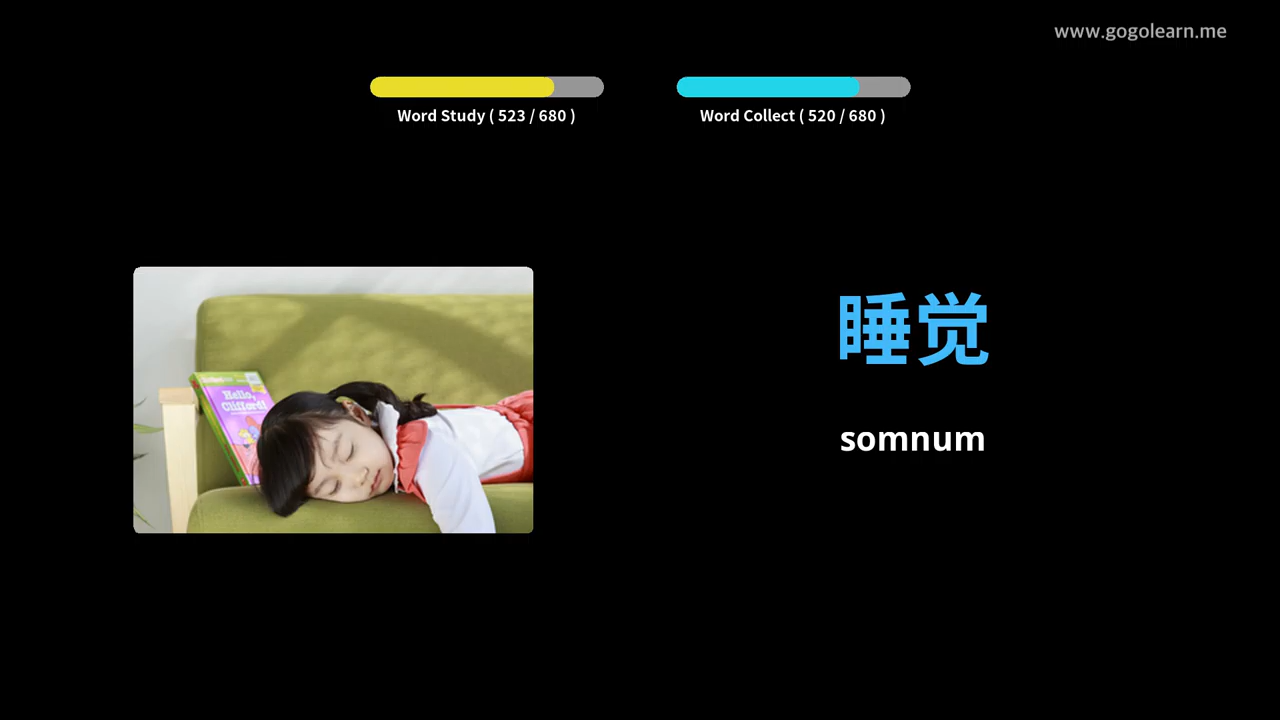 www.gogolearn.me
Word Study ( 523 / 680 )
Word Collect ( 520 / 680 )
睡觉
somnum
Hello,
Clifford!